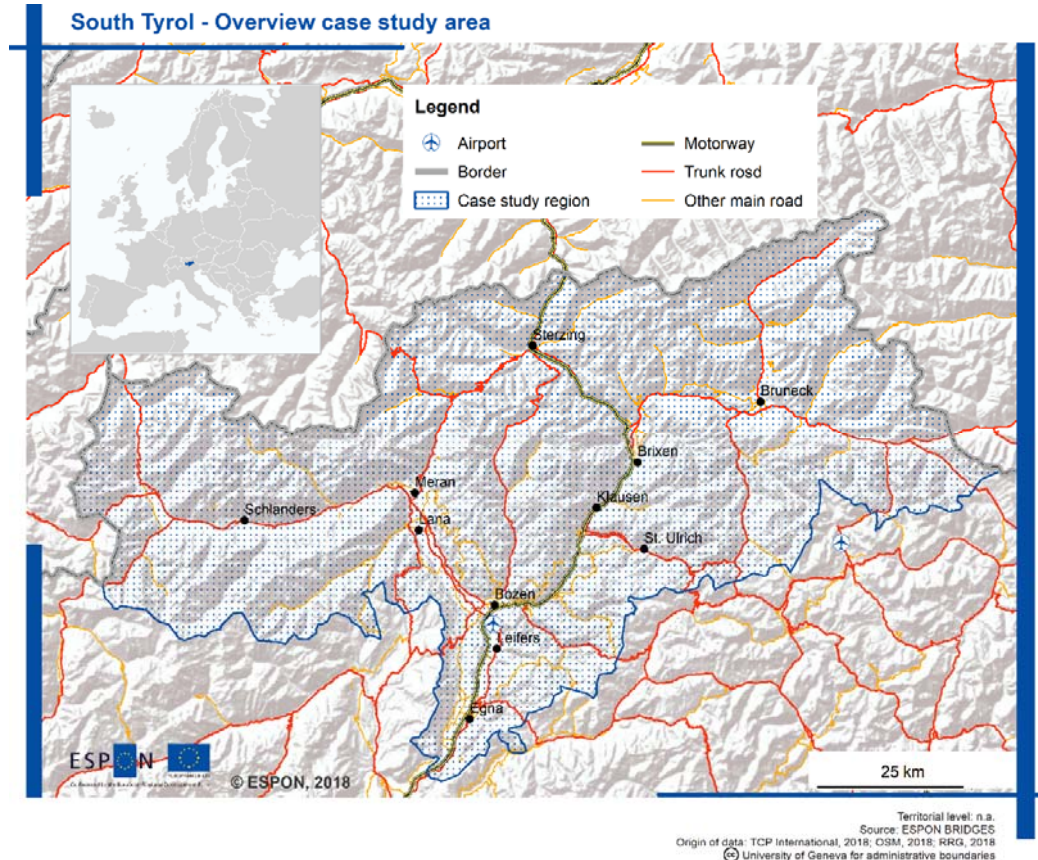 South Tyrol - Overview case study area
Legend
Airport
Border
Case study region
Motorway
Trunk rosd
Other main road
Sterzing
Bruneck
Brixen
Meran
Klausen
Schlanders
Lana
St. Ulrich
Bozen
Leifers
Egna
ESPON
© ESPON, 2018
25 km
Territorial level: n.a.
Source: ESPON BRIDGES
Origin of data: TCP International, 2018; OSM, 2018; RRG, 2018
(cc) University of Geneva for administrative boundaries